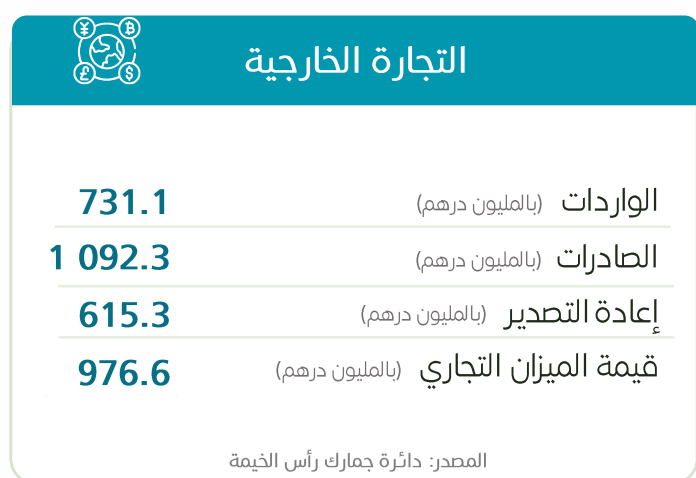 التجارة الخارجية
الواردات (بالمليون درهم) 731.1
الصادرات (بالمليون درهم) 1 092.3
إعادة التصدير (بالمليون درهم) 615.3
قيمة الميزان التجاري (بالمليون درهم) 976.6
المصدر: دائرة جمارك رأس الخيمة